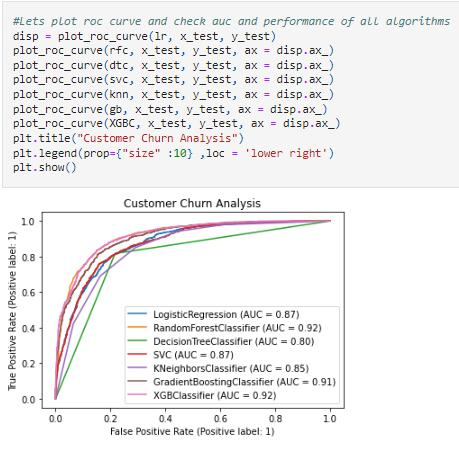 #Lets plot roc curve and check auc and performance of all algorithms
disp = plot_roc_curve(lr, x_test, y_test)
plot_roc_curve(rfc, x_test, y_test, ax = disp.ax_)
plot_roc_curve(dtc, x_test, y_test, ax = disp.ax_)
plot_roc_curve(svc, x_test, y_test, ax = disp.ax_)
plot_roc_curve(knn, x_test, y_test, ax = disp.ax_)
plot_roc_curve(gb, x_test, y_test, ax = disp.ax_)
plot_roc_curve(XGBC, x_test, y_test, ax = disp.ax_)
plt.title("Customer Churn Analysis")
plt.legend(prop={"size" :10} ,loc = 'lower right')
plt.show()
Customer Churn Analysis
True Positive Rate (Positive label: 1)
1.0
0.8
0.6
0.4
0.2
0.0
LogisticRegression (AUC = 0.87)
RandomForestClassifier (AUC = 0.92)
DecisionTreeClassifier (AUC = 0.80)
SVC (AUC = 0.87)
KNeighborsClassifier (AUC = 0.85)
GradientBoostingClassifier (AUC = 0.91)
XGBClassifier (AUC = 0.92)
0.0 0.2 0.4 0.6 0.8 1.0
False Positive Rate (Positive label: 1)